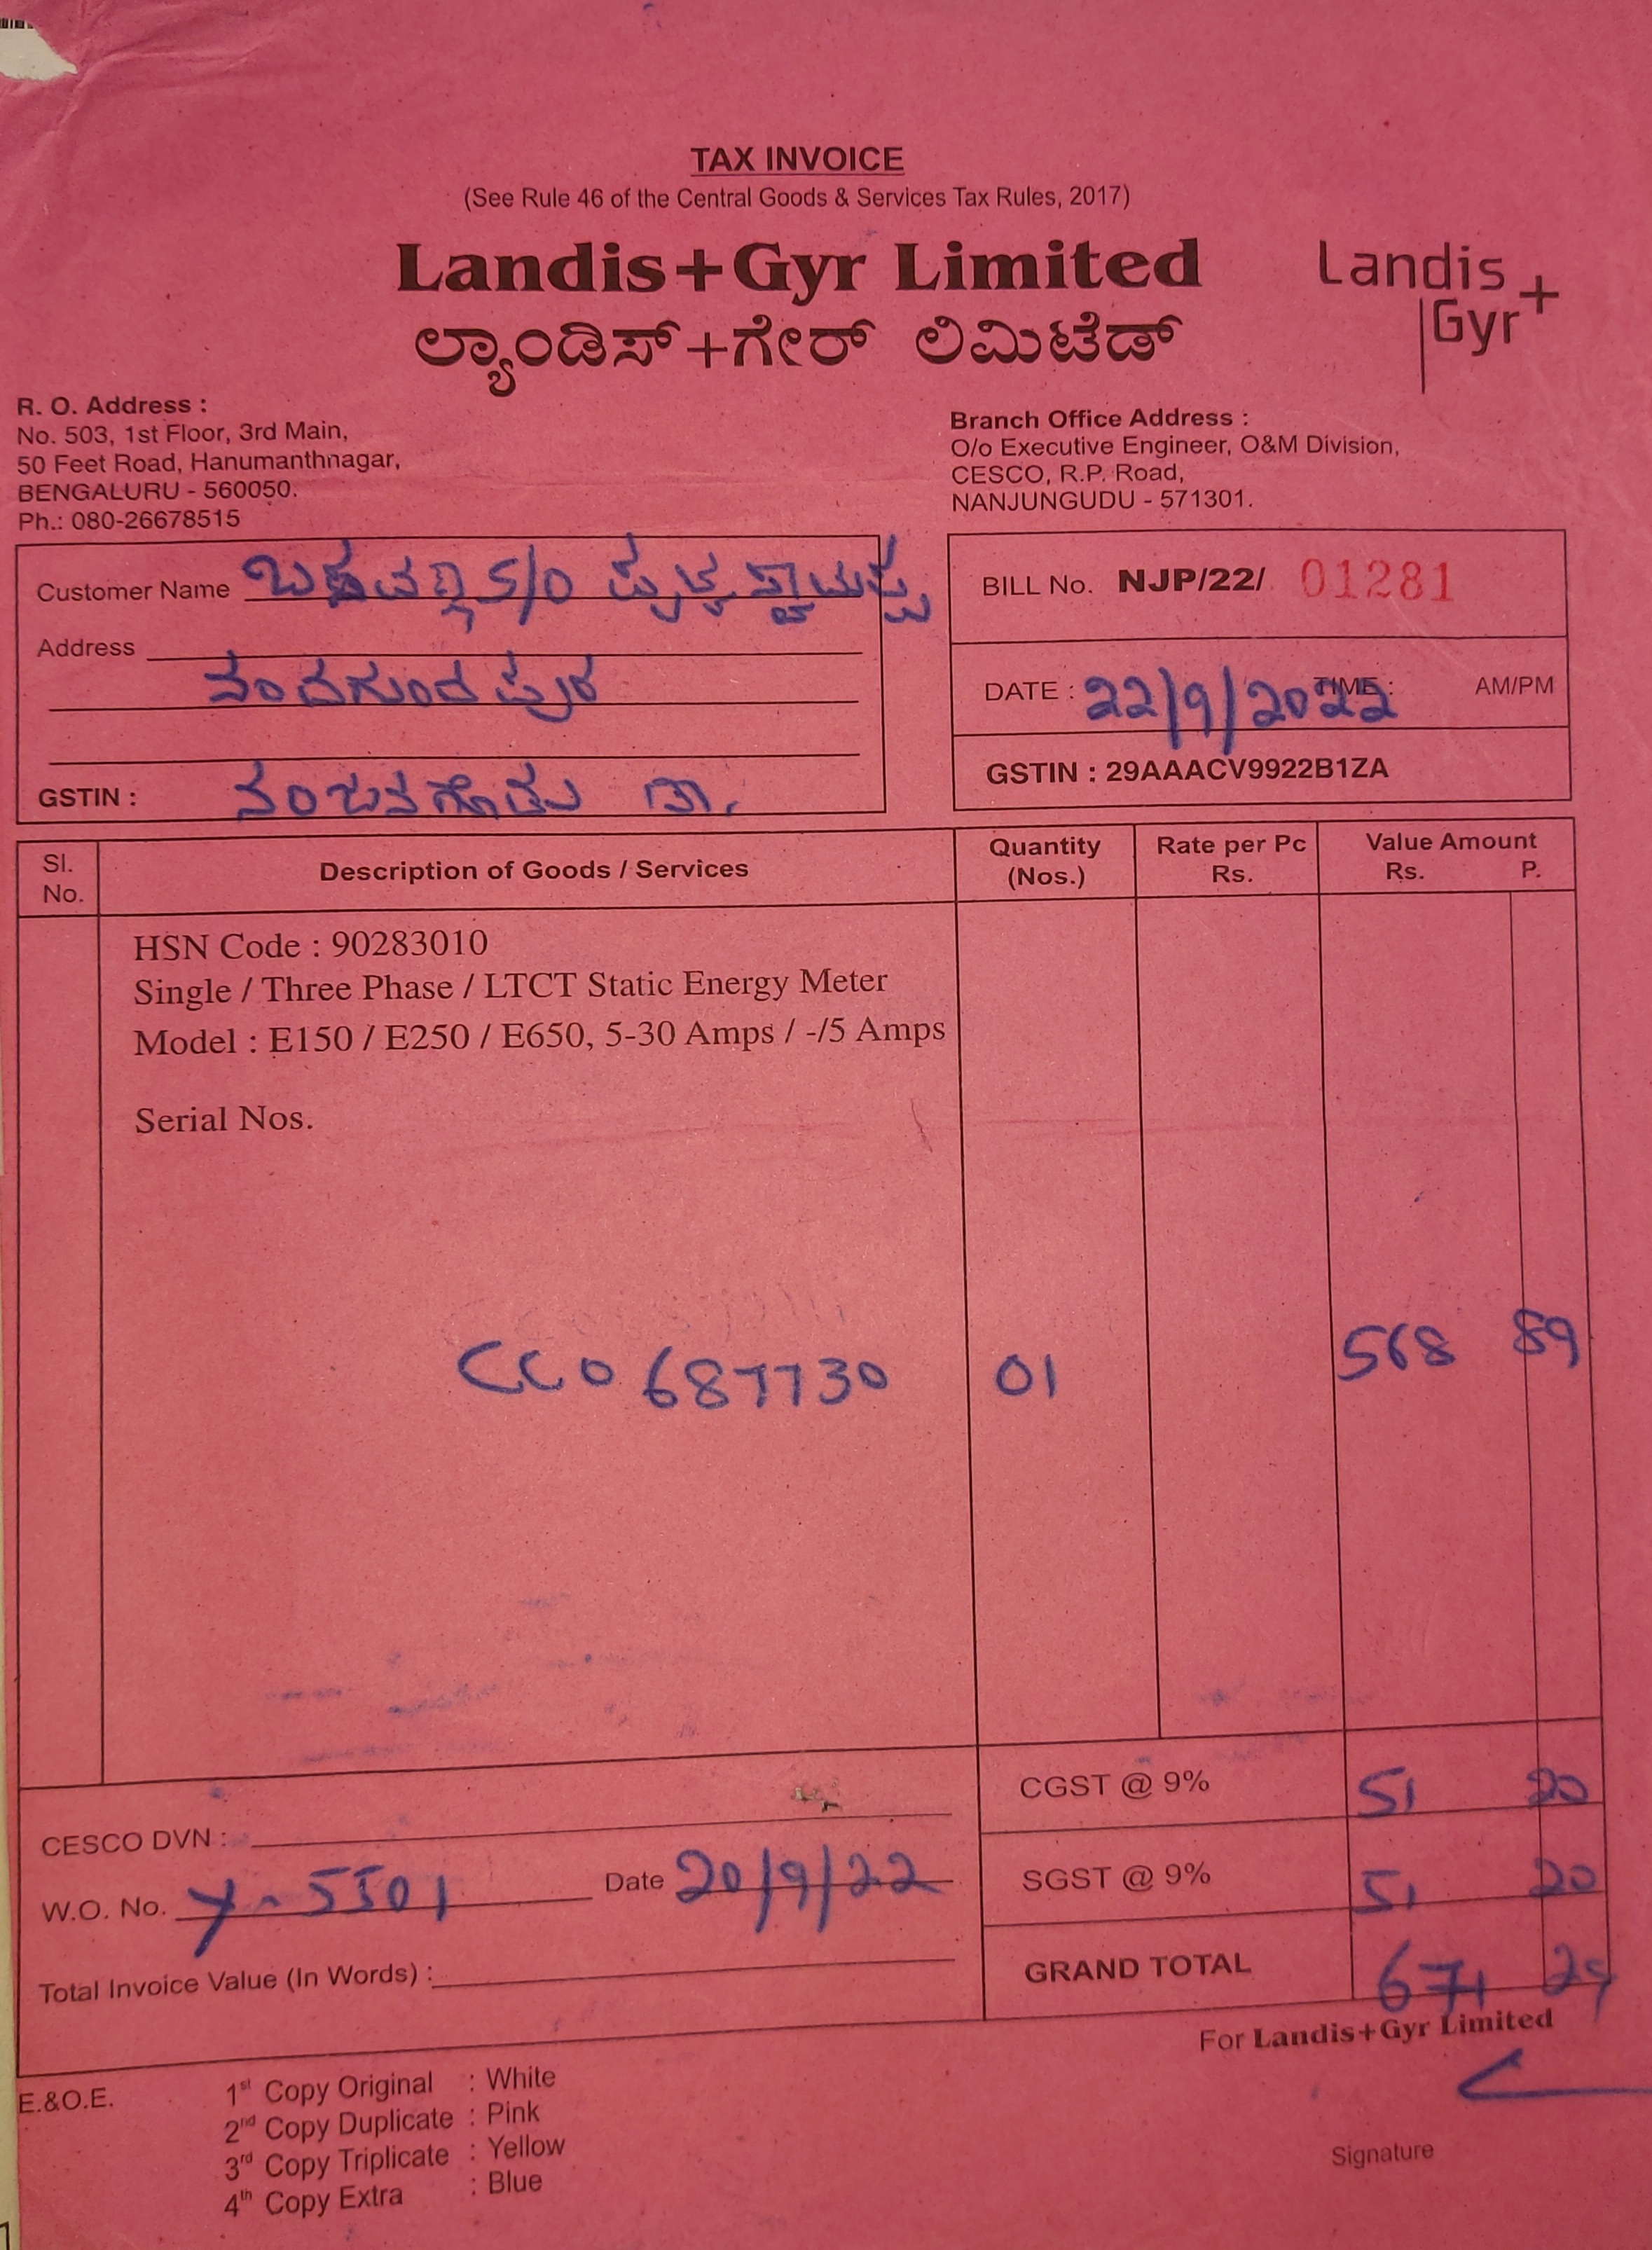 TAX INVOICE
(See Rule 46 of the Central Goods & Services Tax Rules, 2017)
Landis+Gyr Limited
ಲ್ಯಾಂಡಿಸ್+ಗೇರ್ ಲಿಮಿಟೆಡ್
Landis
Gyr+
R. O. Address :
No. 503, 1st Floor, 3rd Main,
50 Feet Road, Hanumanthnagar,
BENGALURU - 560050.
Ph.: 080-26678515
Branch Office Address :
O/o Executive Engineer, O&M Division,
CESCO, R.P. Road,
NANJUNGUDU - 571301.
Customer Name S/O
Address
GSTIN : ನಂಜನಗೂಡು ತಾ.
BILL No. NJP/22/ 01281
DATE : 22/9/2022 TIME : AM/PM
GSTIN : 29AAACV9922B1ZA
Sl. No. Description of Goods / Services Quantity (Nos.) Rate per Pc Rs. Value Amount Rs. P.
HSN Code : 90283010
Single / Three Phase / LTCT Static Energy Meter
Model : E150 / E250 / E650, 5-30 Amps / -/5 Amps
Serial Nos.
CC0687730 01 568 89
CGST @ 9% 51 20
SGST @ 9% 51 20
GRAND TOTAL 671 29
CESCO DVN :
W.O. No. Y-5501 Date 20/9/22
Total Invoice Value (In Words) :
For Landis+Gyr Limited
E.&O.E.
1st Copy Original : White
2nd Copy Duplicate : Pink
3rd Copy Triplicate : Yellow
4th Copy Extra : Blue
Signature